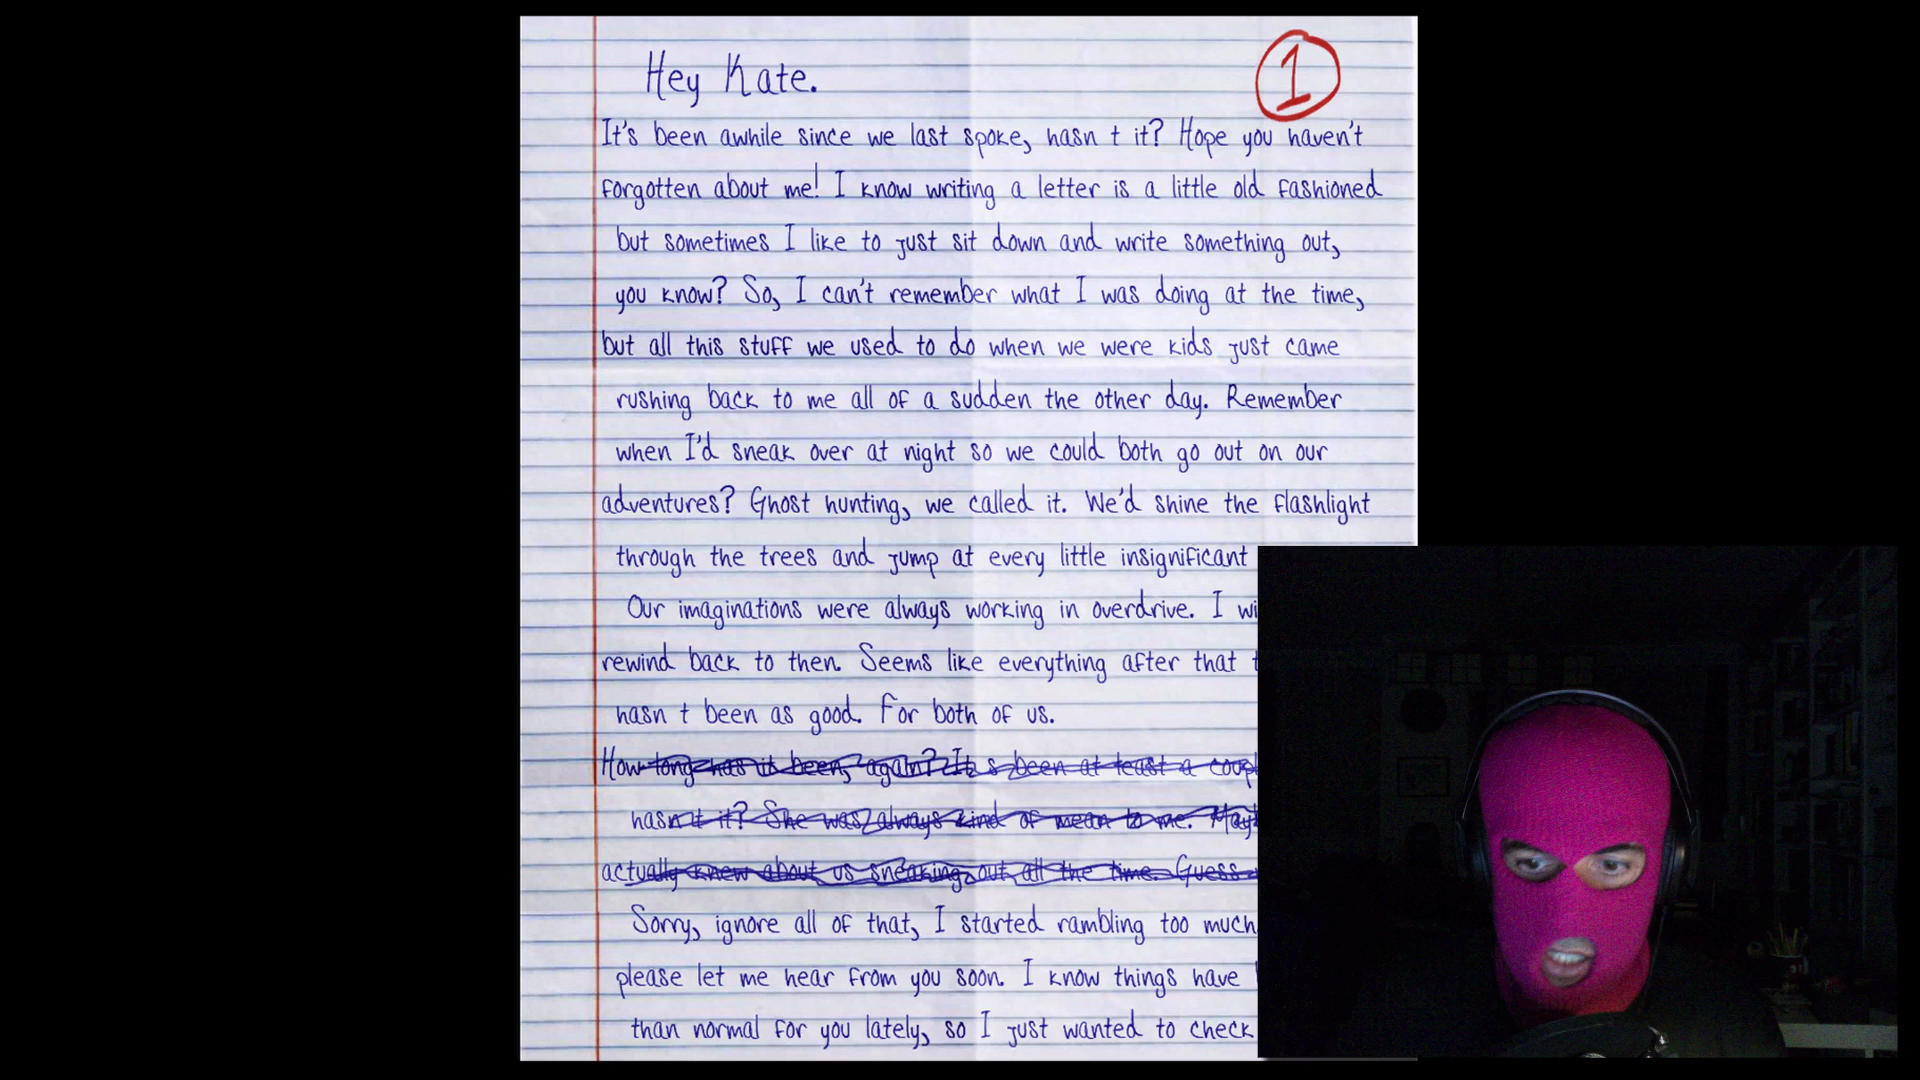 Hey Kate.
1
It's been awhile since we last spoke, hasn t it? Hope you haven't
forgotten about me! I know writing a letter is a little old fashioned
but sometimes I like to just sit down and write something out,
you know? So, I can't remember what I was doing at the time,
but all this stuff we used to do when we were kids just came
rushing back to me all of a sudden the other day. Remember
when I'd sneak over at night so we could both go out on our
adventures? Ghost hunting, we called it. We'd shine the flashlight
through the trees and jump at every little insignificant
Our imaginations were always working in overdrive. I wi
rewind back to then. Seems like everything after that t
hasn t been as good. For both of us.
How long has it been, again? It s been at least a coup
hasn t it? She was always kind of mean to me. Mayb
actually knew about us sneaking out all the time. Guess
Sorry, ignore all of that, I started rambling too much
please let me hear from you soon. I know things have
than normal for you lately, so I just wanted to check